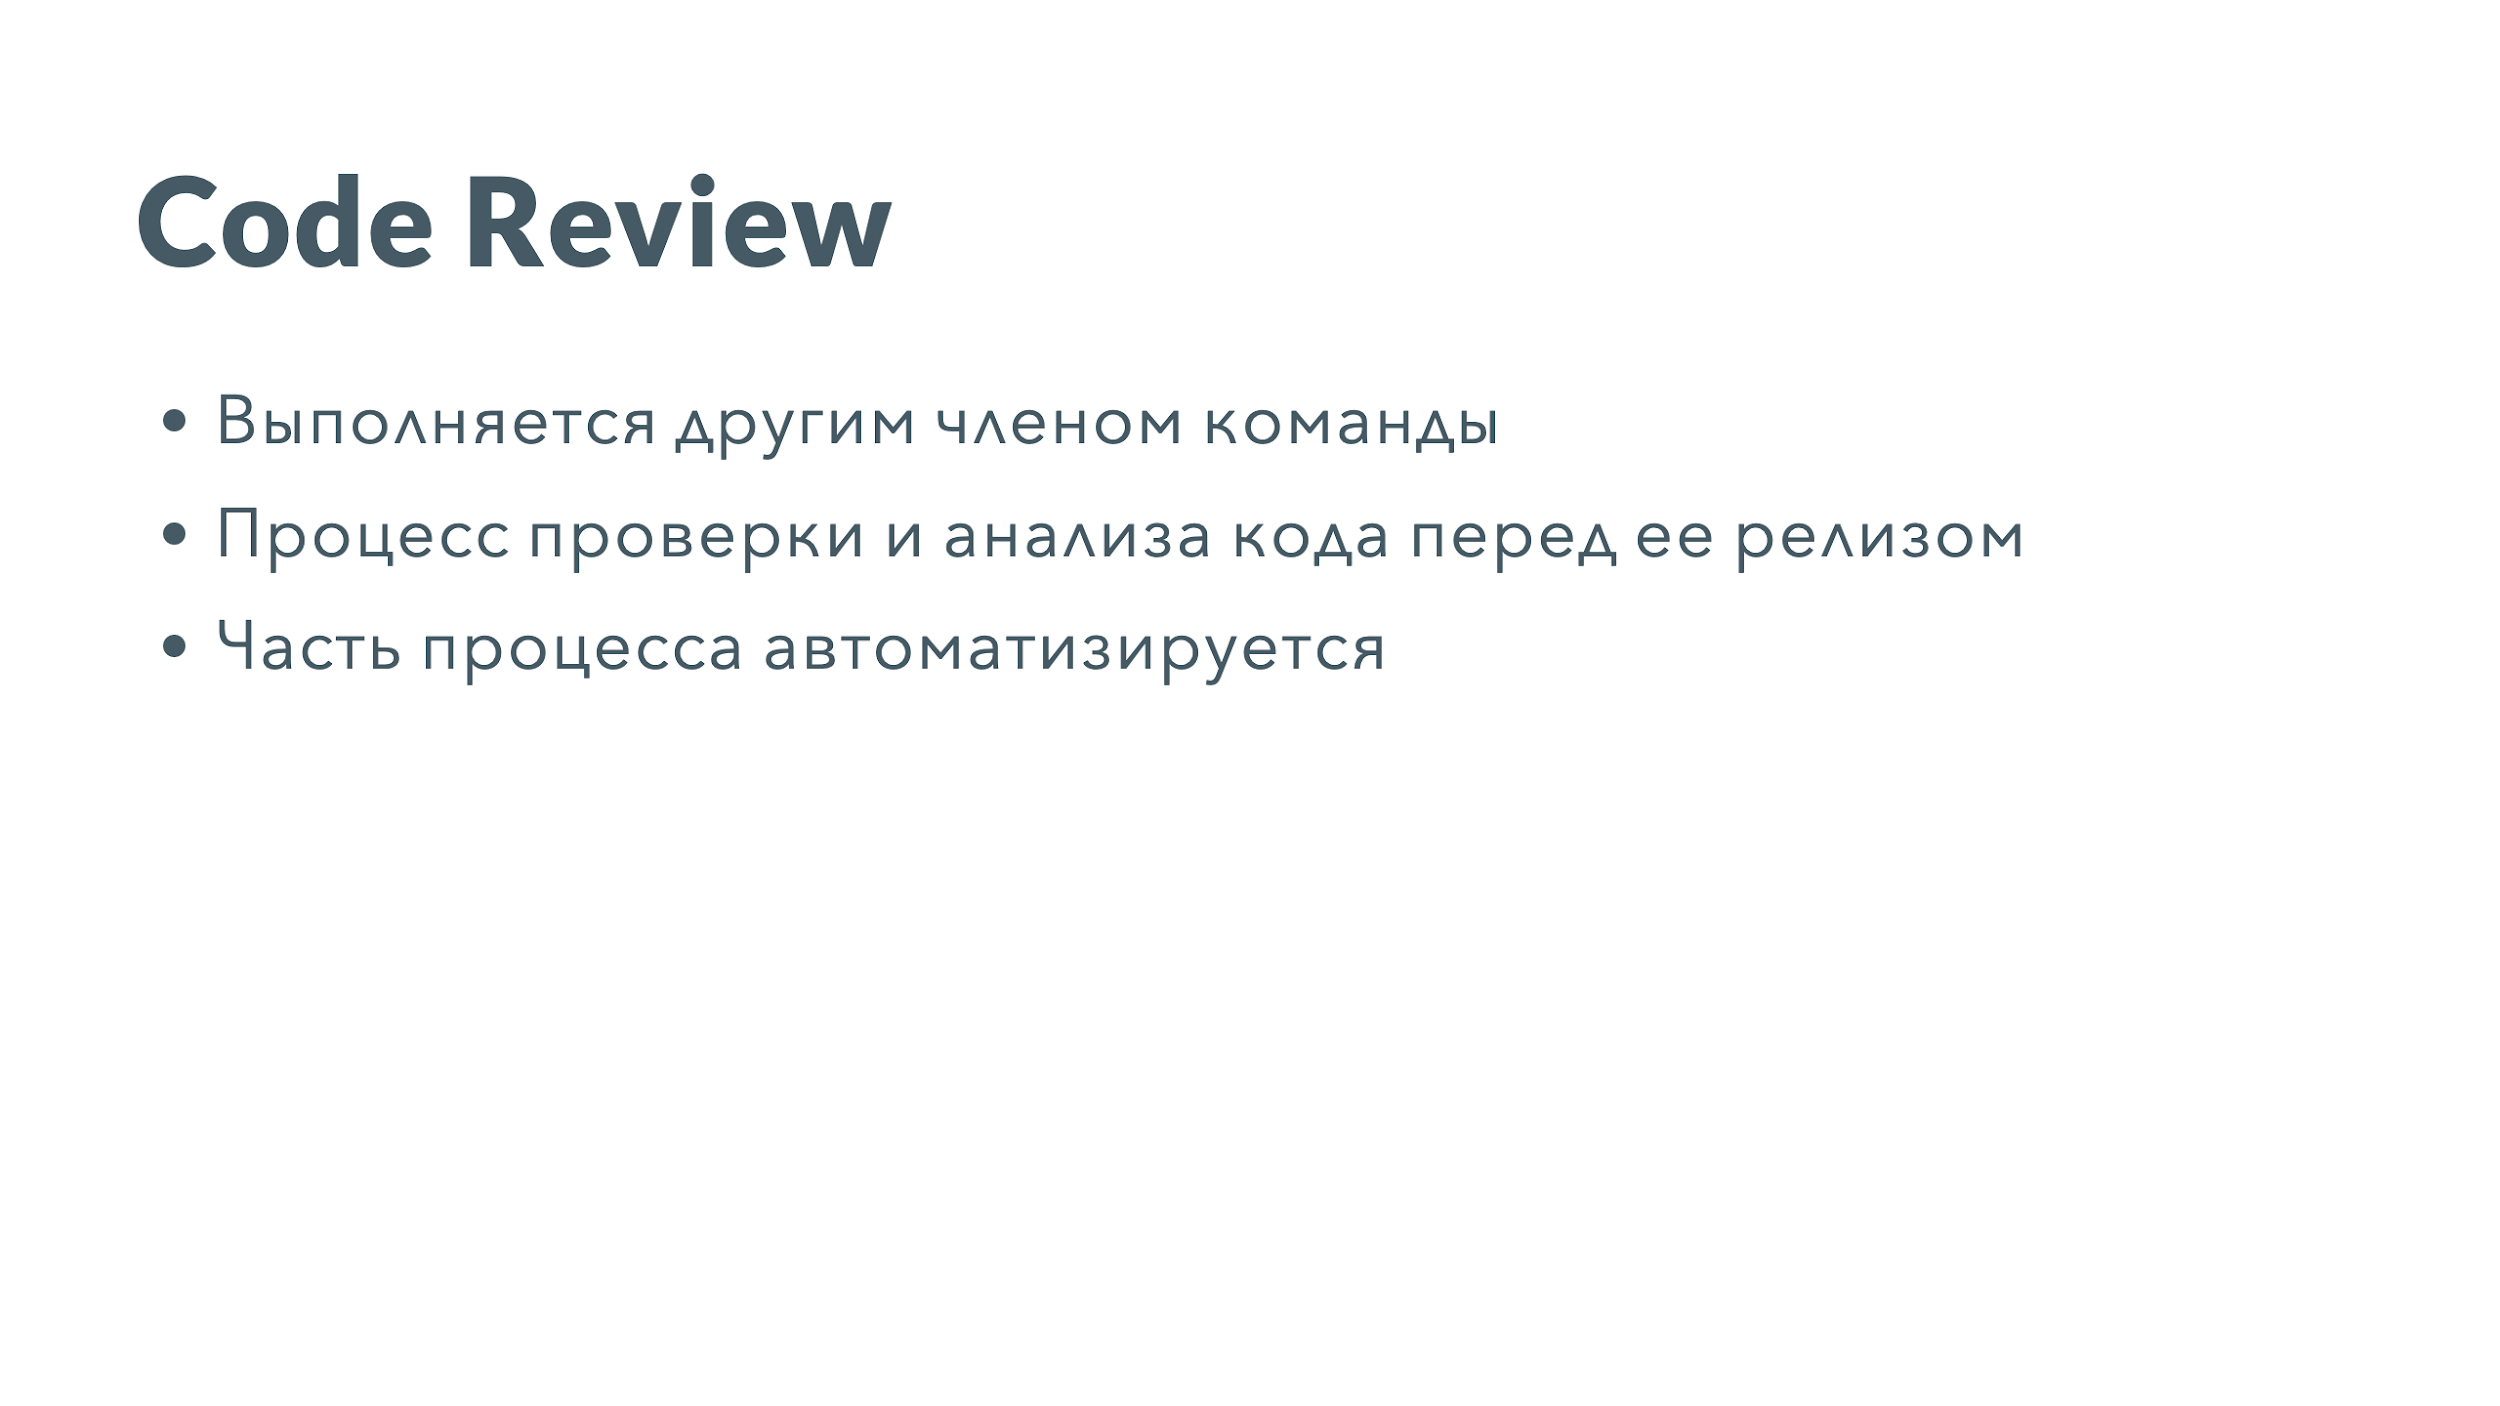 Code Review
• Выполняется другим членом команды
• Процесс проверки и анализа кода перед ее релизом
• Часть процесса автоматизируется